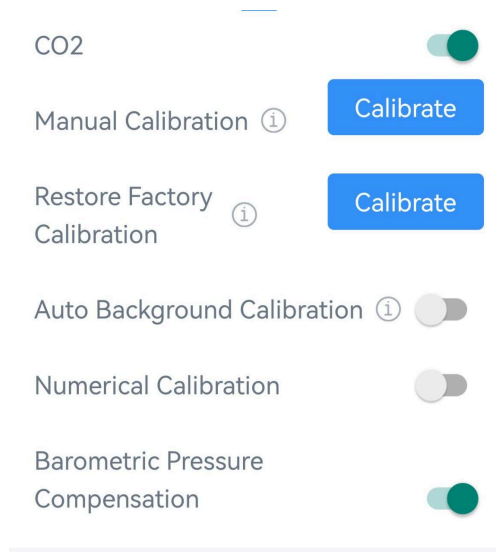 CO2
Manual Calibration
Calibrate
Restore Factory
Calibration
Calibrate
Auto Background Calibration
Numerical Calibration
Barometric Pressure
Compensation